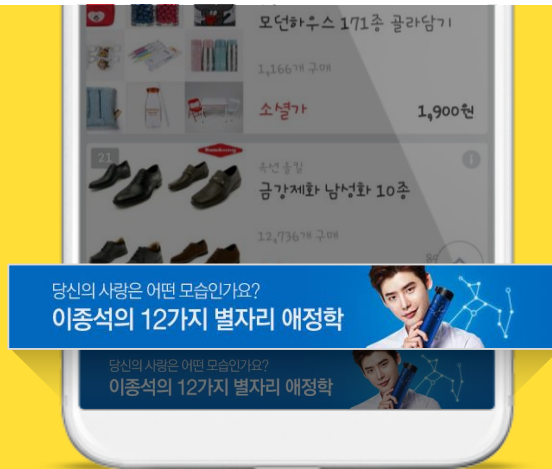 모던하우스 171종 골라담기
1,166개 구매
소셜가 1,900원
21
우선옵킬
금강제화 남성화 10종
12,736개 구매
당신의 사랑은 어떤 모습인가요?
이종석의 12가지 별자리 애정학
당신의 사랑은 어떤 모습인가요?
이종석의 12가지 별자리 애정학